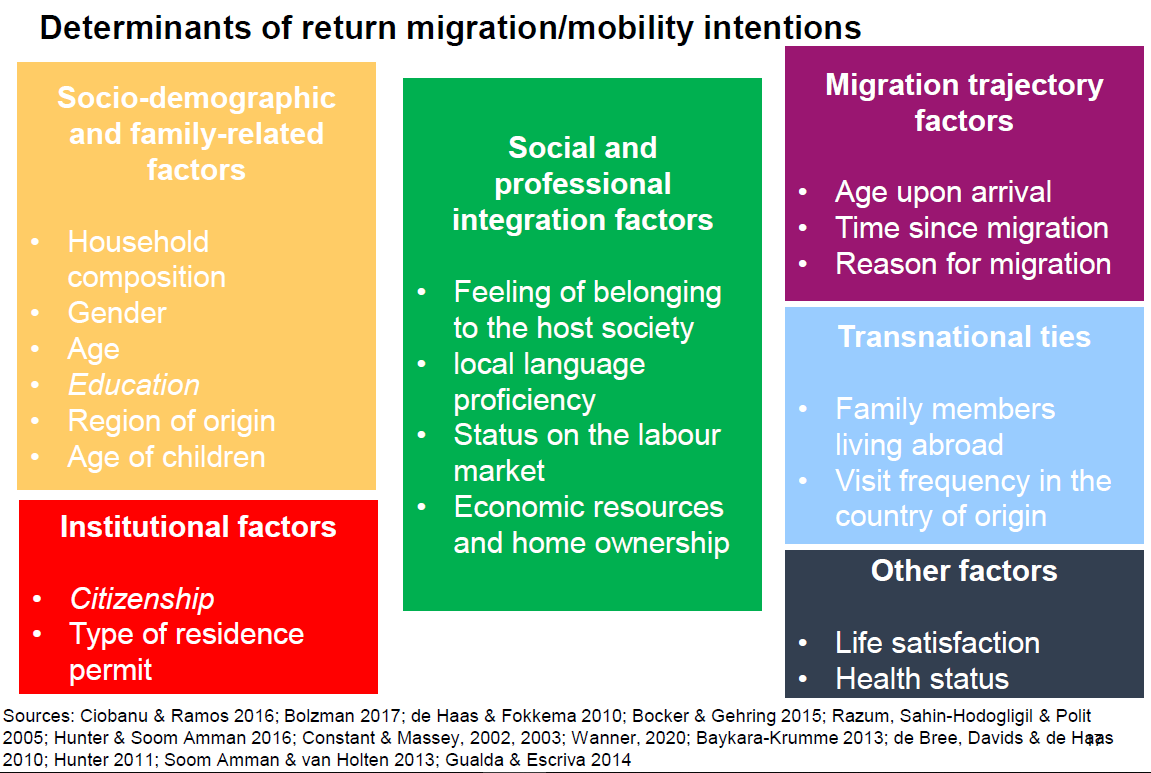 Determinants of return migration/mobility intentions
Socio-demographic
and family-related
factors
• Household
composition
• Gender
• Age
• Education
• Region of origin
• Age of children
Institutional factors
• Citizenship
• Type of residence
permit
Social and
professional
integration factors
• Feeling of belonging
to the host society
• local language
proficiency
• Status on the labour
market
• Economic resources
and home ownership
Migration trajectory
factors
• Age upon arrival
• Time since migration
• Reason for migration
Transnational ties
• Family members
living abroad
• Visit frequency in the
country of origin
Other factors
• Life satisfaction
• Health status
Sources: Ciobanu & Ramos 2016; Bolzman 2017; de Haas & Fokkema 2010; Bocker & Gehring 2015; Razum, Sahin-Hodogligil & Polit
2005; Hunter & Soom Amman 2016; Constant & Massey, 2002, 2003; Wanner, 2020; Baykara-Krumme 2013; de Bree, Davids & de Haas
2010; Hunter 2011; Soom Amman & van Holten 2013; Gualda & Escriva 2014
17